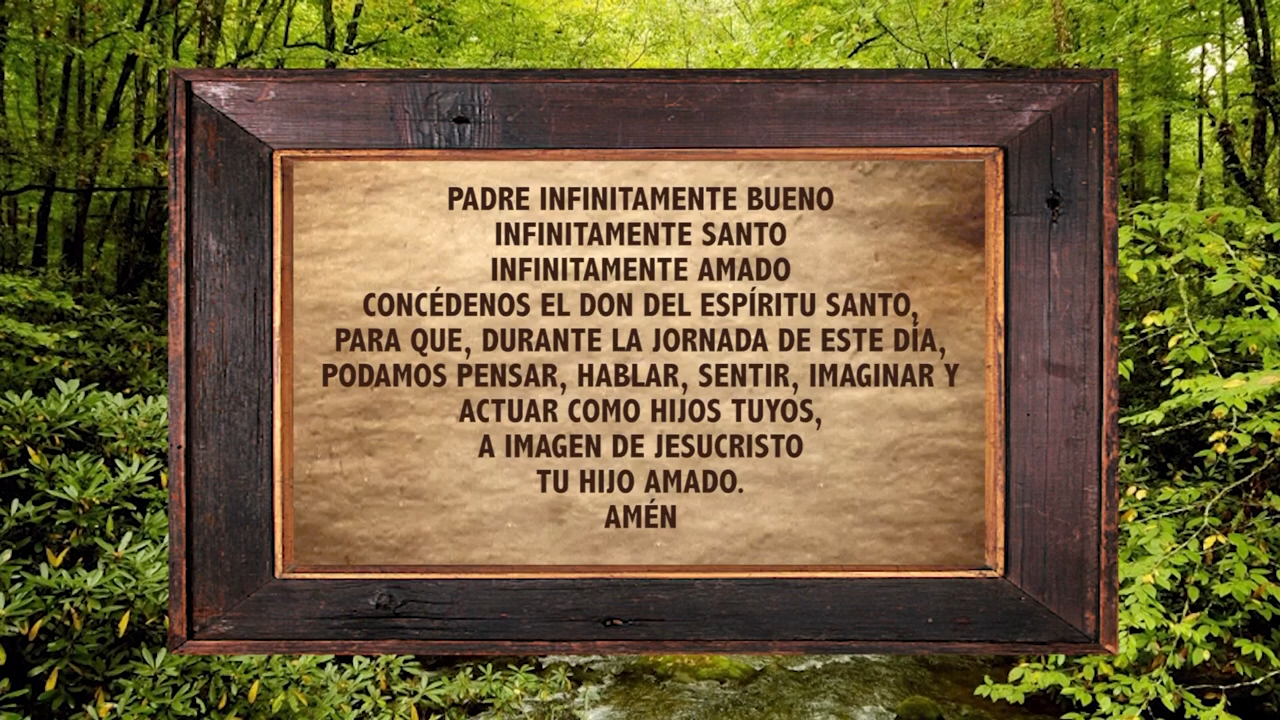 PADRE INFINITAMENTE BUENO
INFINITAMENTE SANTO
INFINITAMENTE AMADO
CONCÉDENOS EL DON DEL ESPÍRITU SANTO,
PARA QUE, DURANTE LA JORNADA DE ESTE DÍA,
PODAMOS PENSAR, HABLAR, SENTIR, IMAGINAR Y
ACTUAR COMO HIJOS TUYOS,
A IMAGEN DE JESUCRISTO
TU HIJO AMADO.
AMÉN